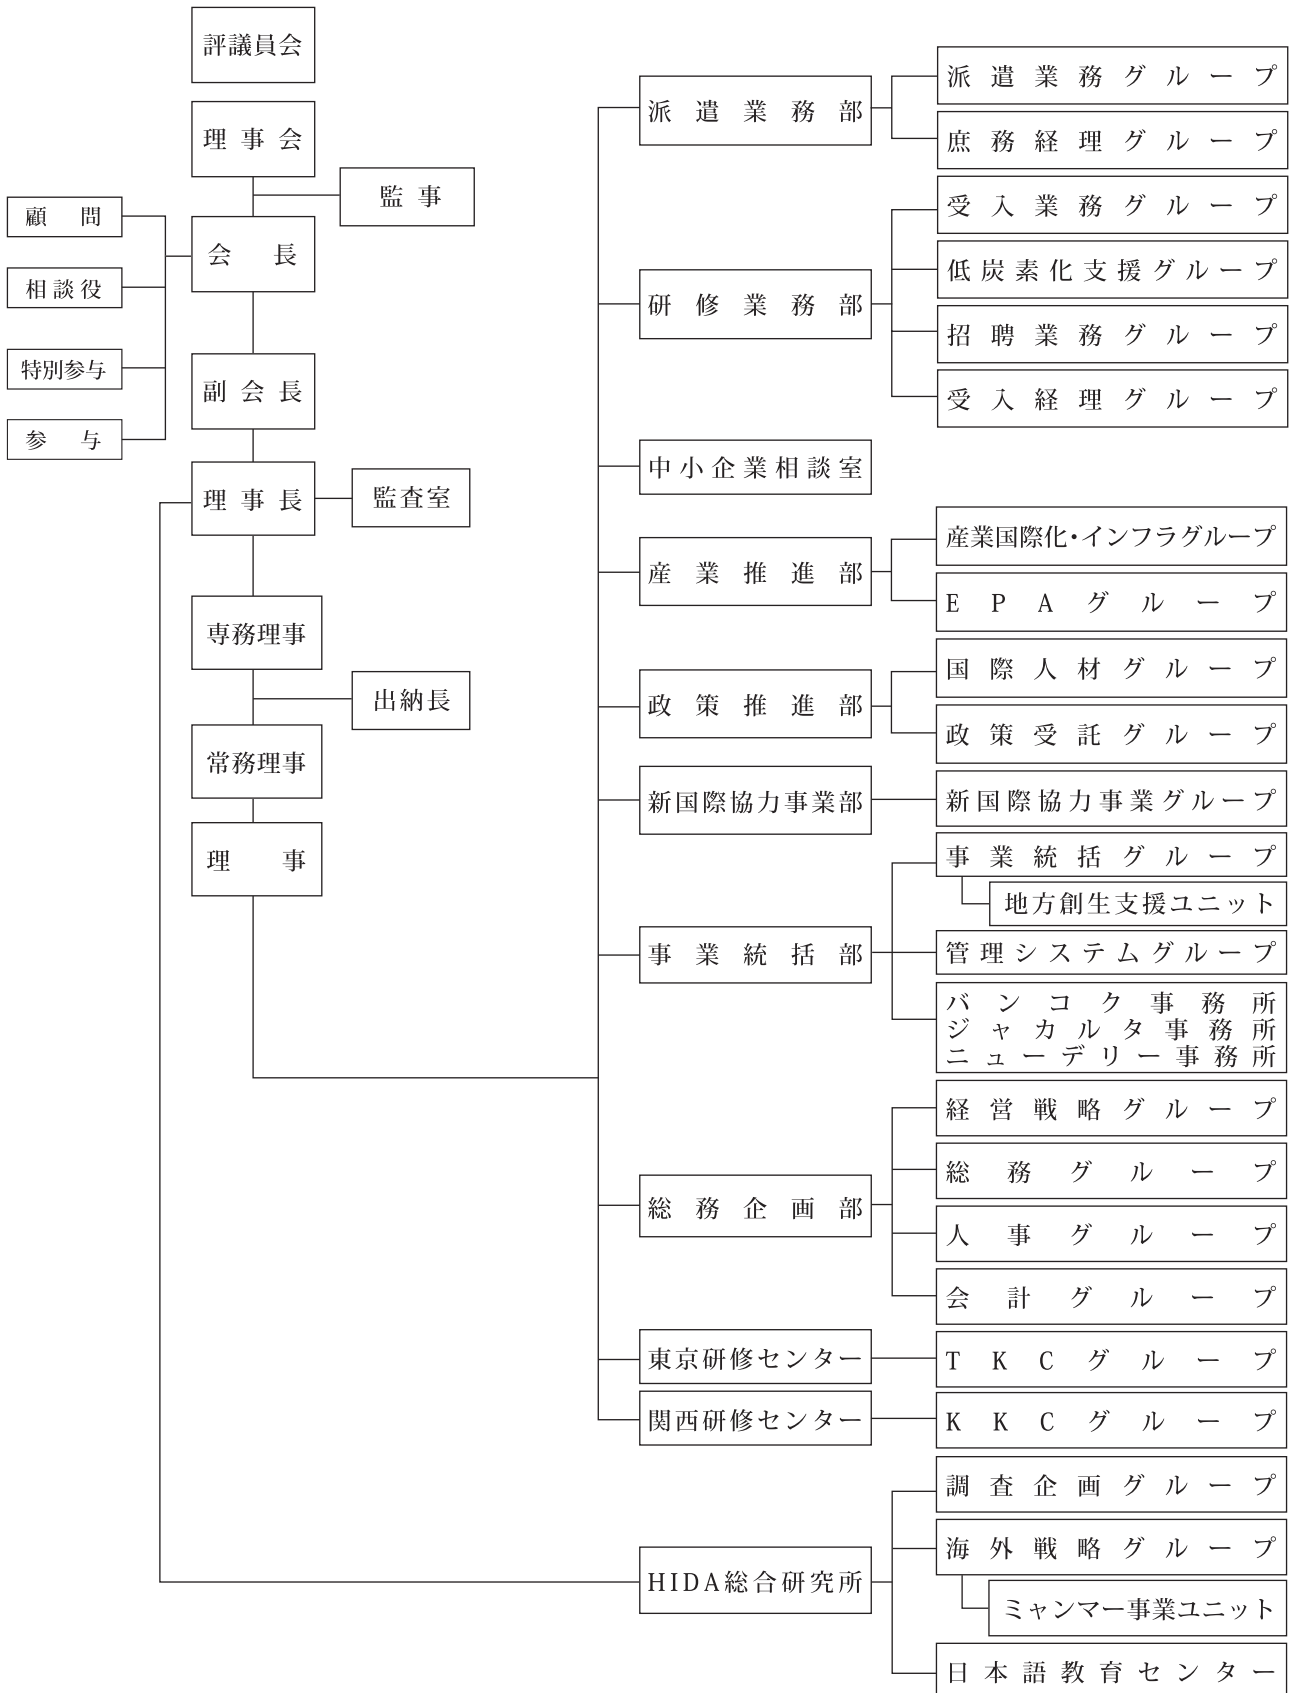 評議員会
理事会
監事
顧問
会長
相談役
特別参与
副会長
参与
理事長
監査室
専務理事
出納長
常務理事
理事
派遣業務部
派遣業務グループ
庶務経理グループ
研修業務部
受入業務グループ
低炭素化支援グループ
招聘業務グループ
受入経理グループ
中小企業相談室
産業推進部
産業国際化・インフラグループ
EPAグループ
政策推進部
国際人材グループ
政策受託グループ
新国際協力事業部
新国際協力事業グループ
事業統括部
事業統括グループ
地方創生支援ユニット
管理システムグループ
バンコク事務所
ジャカルタ事務所
ニューデリー事務所
総務企画部
経営戦略グループ
総務グループ
人事グループ
会計グループ
東京研修センター
TKCグループ
関西研修センター
KKCグループ
HIDA総合研究所
調査企画グループ
海外戦略グループ
ミャンマー事業ユニット
日本語教育センター